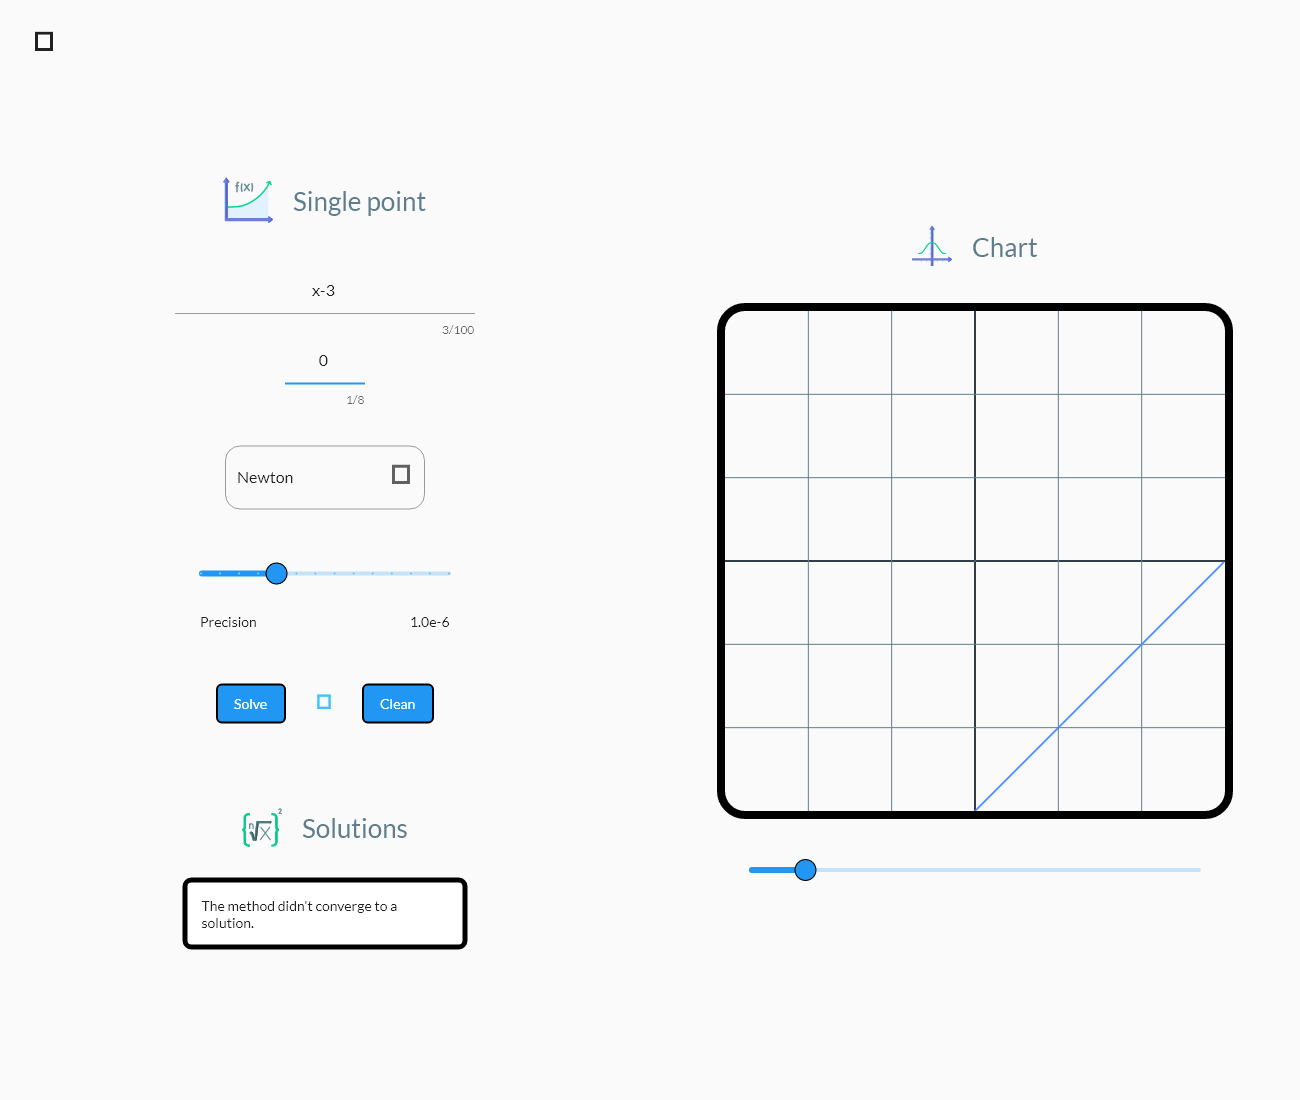 f(x)
Single point
x-3
3/100
0
1/8
Newton
Precision
1.0e-6
Solve
Clean
{ⁿ√x}²
Solutions
The method didn't converge to a
solution.
Chart